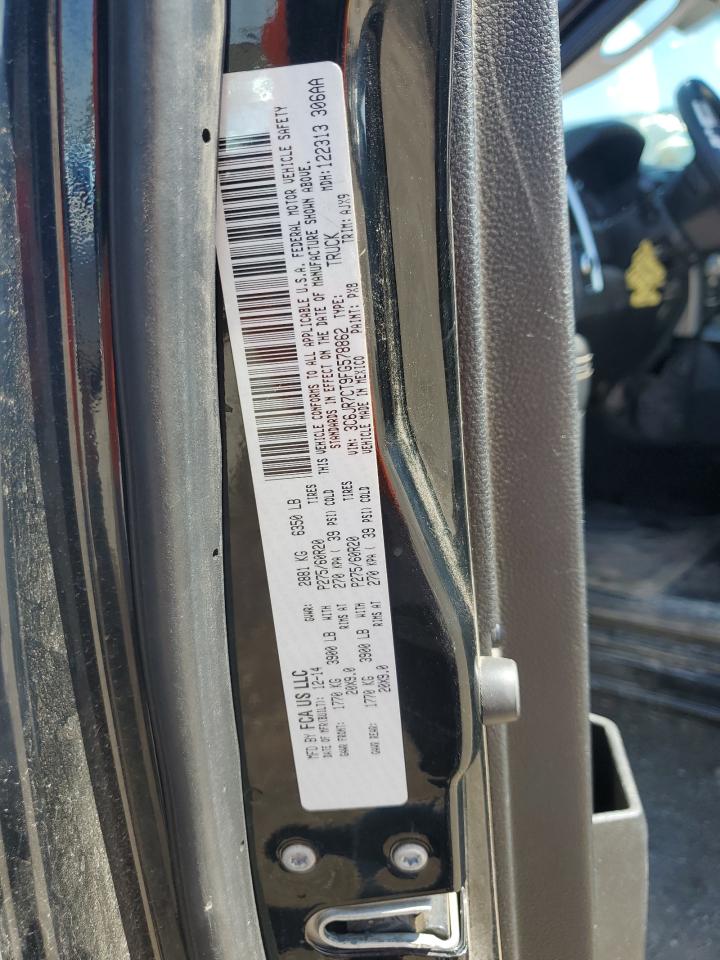 MFD BY FCA US LLC
DATE OF MFR(BUILT): 12-14 GVWR: 2881 KG 6350 LB
GAWR FRONT: 1770 KG 3900 LB WITH P275/60R20 TIRES
20X9.0 RIMS AT 270 KPA ( 39 PSI) COLD
GAWR REAR: 1770 KG 3900 LB WITH P275/60R20 TIRES
20X9.0 RIMS AT 270 KPA ( 39 PSI) COLD
THIS VEHICLE CONFORMS TO ALL APPLICABLE U.S.A. FEDERAL MOTOR VEHICLE SAFETY
STANDARDS IN EFFECT ON THE DATE OF MANUFACTURE SHOWN ABOVE.
VIN: 3C6JR7CT9FG578862 TYPE: TRUCK MDH: 122313 306AA
VEHICLE MADE IN MEXICO PAINT: PX8 TRIM: AJX9